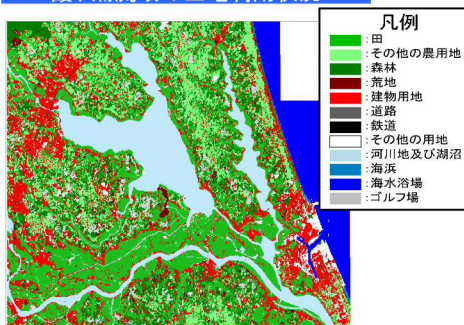 凡例
:田
:その他の農用地
:森林
:荒地
:建物用地
:道路
:鉄道
:その他の用地
:河川地及び湖沼
:海浜
:海水浴場
:ゴルフ場